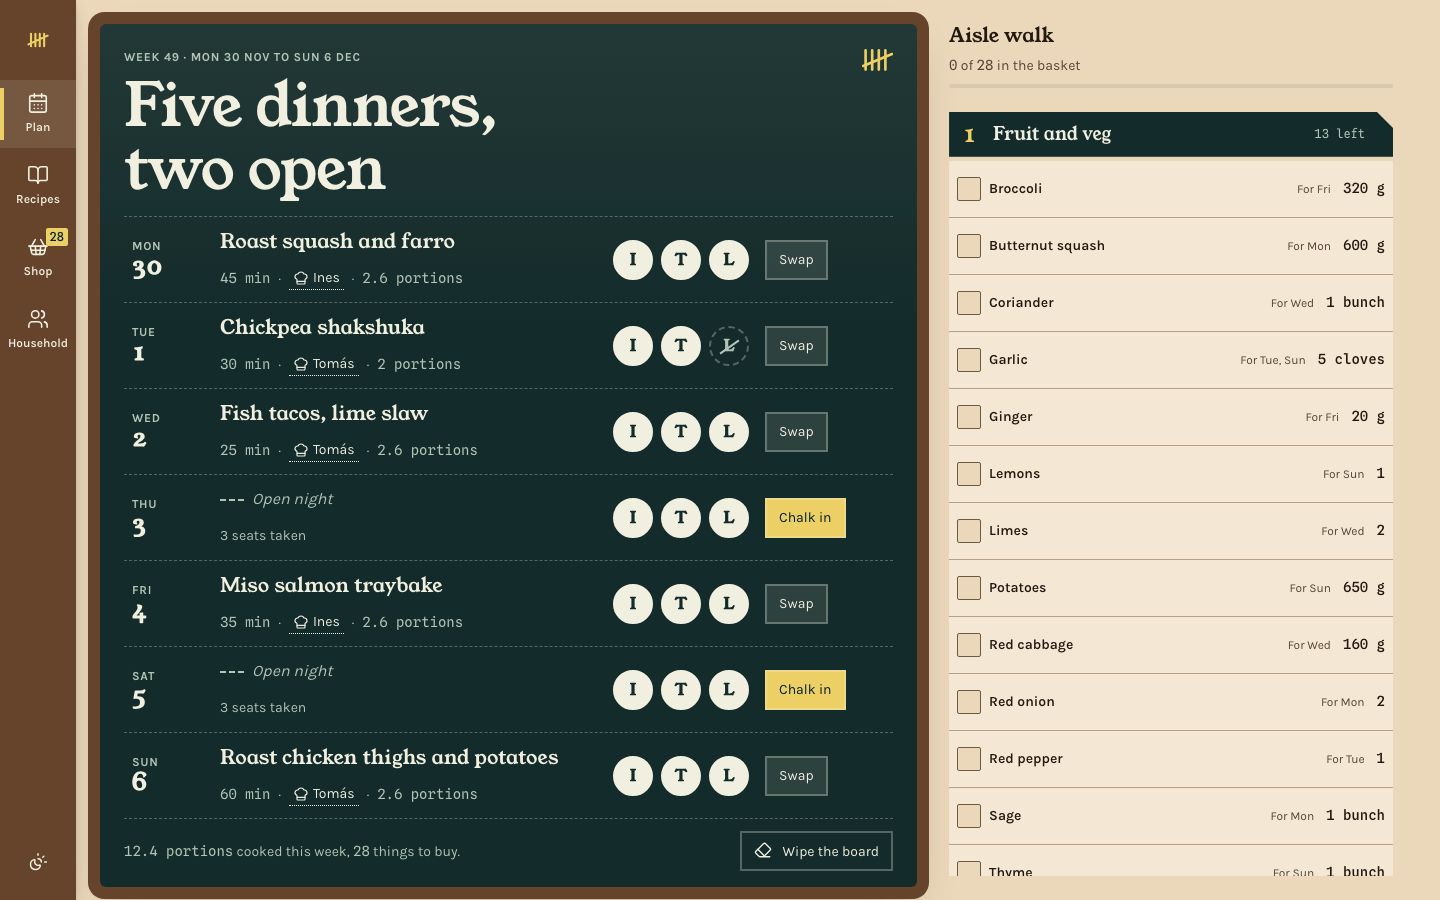 Plan
Recipes
28
Shop
Household
WEEK 49 · MON 30 NOV TO SUN 6 DEC
Five dinners,
two open
MON
30
Roast squash and farro
45 min · Ines · 2.6 portions
I T L Swap
TUE
1
Chickpea shakshuka
30 min · Tomás · 2 portions
I T L Swap
WED
2
Fish tacos, lime slaw
25 min · Tomás · 2.6 portions
I T L Swap
THU
3
--- Open night
3 seats taken
I T L Chalk in
FRI
4
Miso salmon traybake
35 min · Ines · 2.6 portions
I T L Swap
SAT
5
--- Open night
3 seats taken
I T L Chalk in
SUN
6
Roast chicken thighs and potatoes
60 min · Tomás · 2.6 portions
I T L Swap
12.4 portions cooked this week, 28 things to buy.
Wipe the board
Aisle walk
0 of 28 in the basket
1 Fruit and veg 13 left
Broccoli For Fri 320 g
Butternut squash For Mon 600 g
Coriander For Wed 1 bunch
Garlic For Tue, Sun 5 cloves
Ginger For Fri 20 g
Lemons For Sun 1
Limes For Wed 2
Potatoes For Sun 650 g
Red cabbage For Wed 160 g
Red onion For Mon 2
Red pepper For Tue 1
Sage For Mon 1 bunch
Thyme For Sun 1 bunch